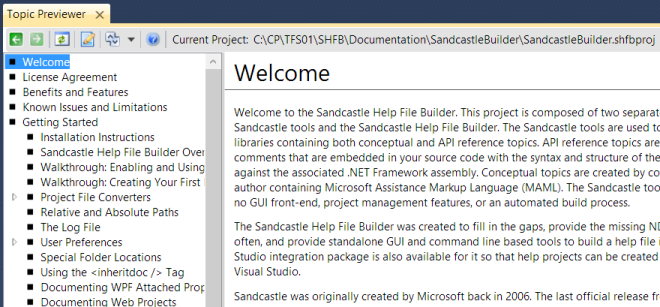 Topic Previewer
Current Project: C:\CP\TFS01\SHFB\Documentation\SandcastleBuilder\SandcastleBuilder.shfbproj
Welcome
License Agreement
Benefits and Features
Known Issues and Limitations
Getting Started
Installation Instructions
Sandcastle Help File Builder Over
Walkthrough: Enabling and Using
Walkthrough: Creating Your First
Project File Converters
Relative and Absolute Paths
The Log File
User Preferences
Special Folder Locations
Using the <inheritdoc /> Tag
Documenting WPF Attached Prop
Documenting Web Projects
Welcome
Welcome to the Sandcastle Help File Builder. This project is composed of two separat
Sandcastle tools and the Sandcastle Help File Builder. The Sandcastle tools are used to
libraries containing both conceptual and API reference topics. API reference topics are
comments that are embedded in your source code with the syntax and structure of the
against the associated .NET Framework assembly. Conceptual topics are created by co
author containing Microsoft Assistance Markup Language (MAML). The Sandcastle too
no GUI front-end, project management features, or an automated build process.
The Sandcastle Help File Builder was created to fill in the gaps, provide the missing ND
often, and provide standalone GUI and command line based tools to build a help file i
Studio integration package is also available for it so that help projects can be created
Visual Studio.
Sandcastle was originally created by Microsoft back in 2006. The last official release fr